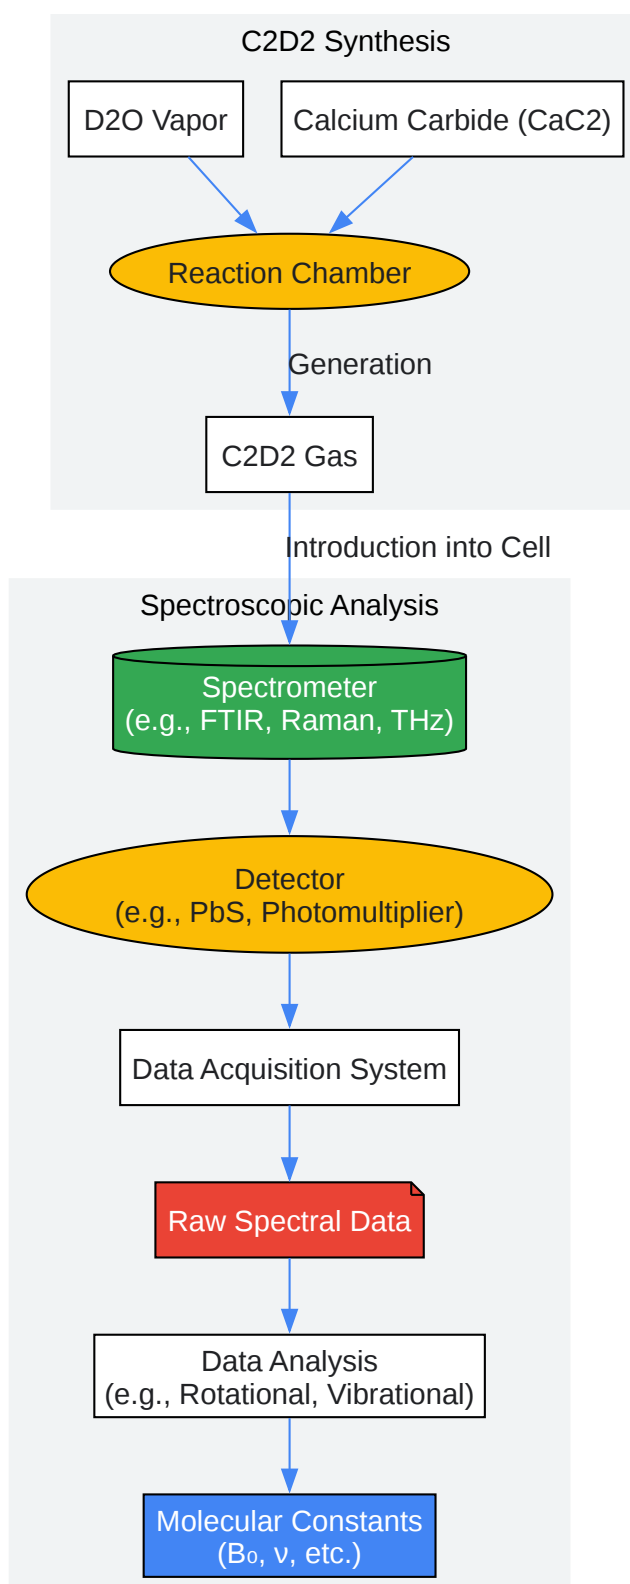 C2D2 Synthesis
D2O Vapor
Calcium Carbide (CaC2)
Reaction Chamber
Generation
C2D2 Gas
Introduction into Cell
Spectroscopic Analysis
Spectrometer
(e.g., FTIR, Raman, THz)
Detector
(e.g., PbS, Photomultiplier)
Data Acquisition System
Raw Spectral Data
Data Analysis
(e.g., Rotational, Vibrational)
Molecular Constants
(B₀, ν, etc.)